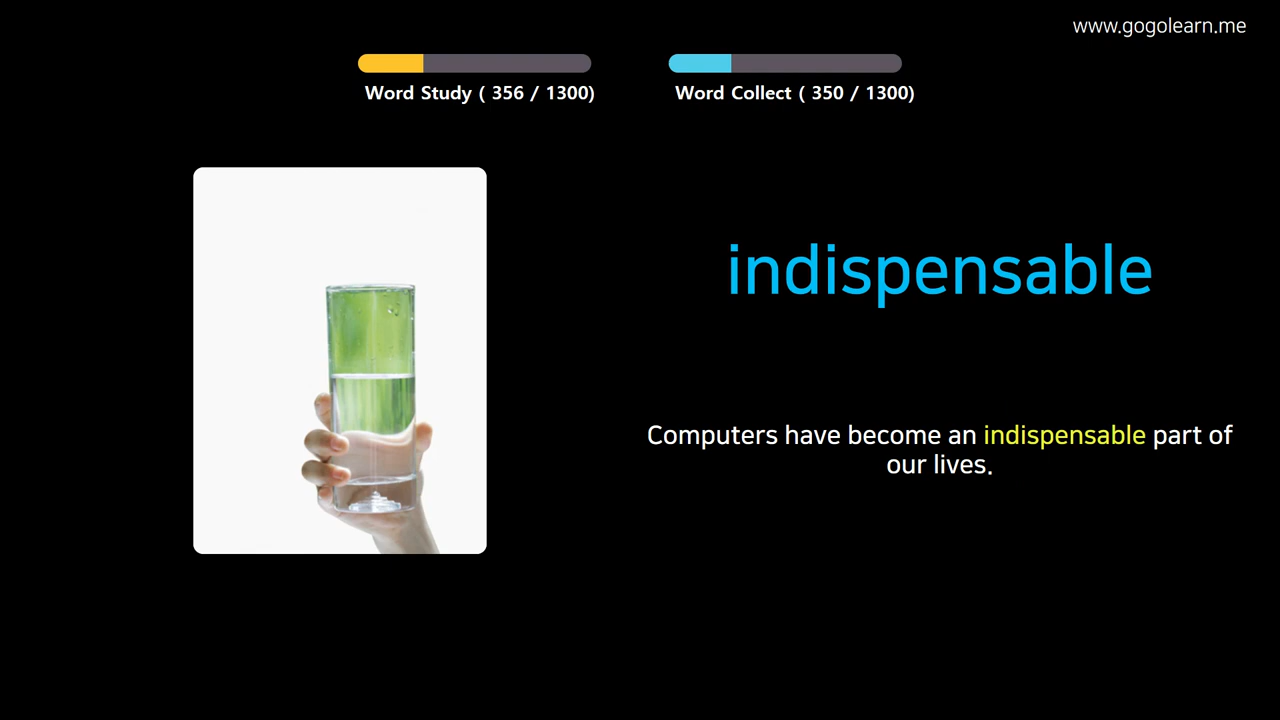 www.gogolearn.me
Word Study ( 356 / 1300)
Word Collect ( 350 / 1300)
indispensable
Computers have become an indispensable part of
our lives.